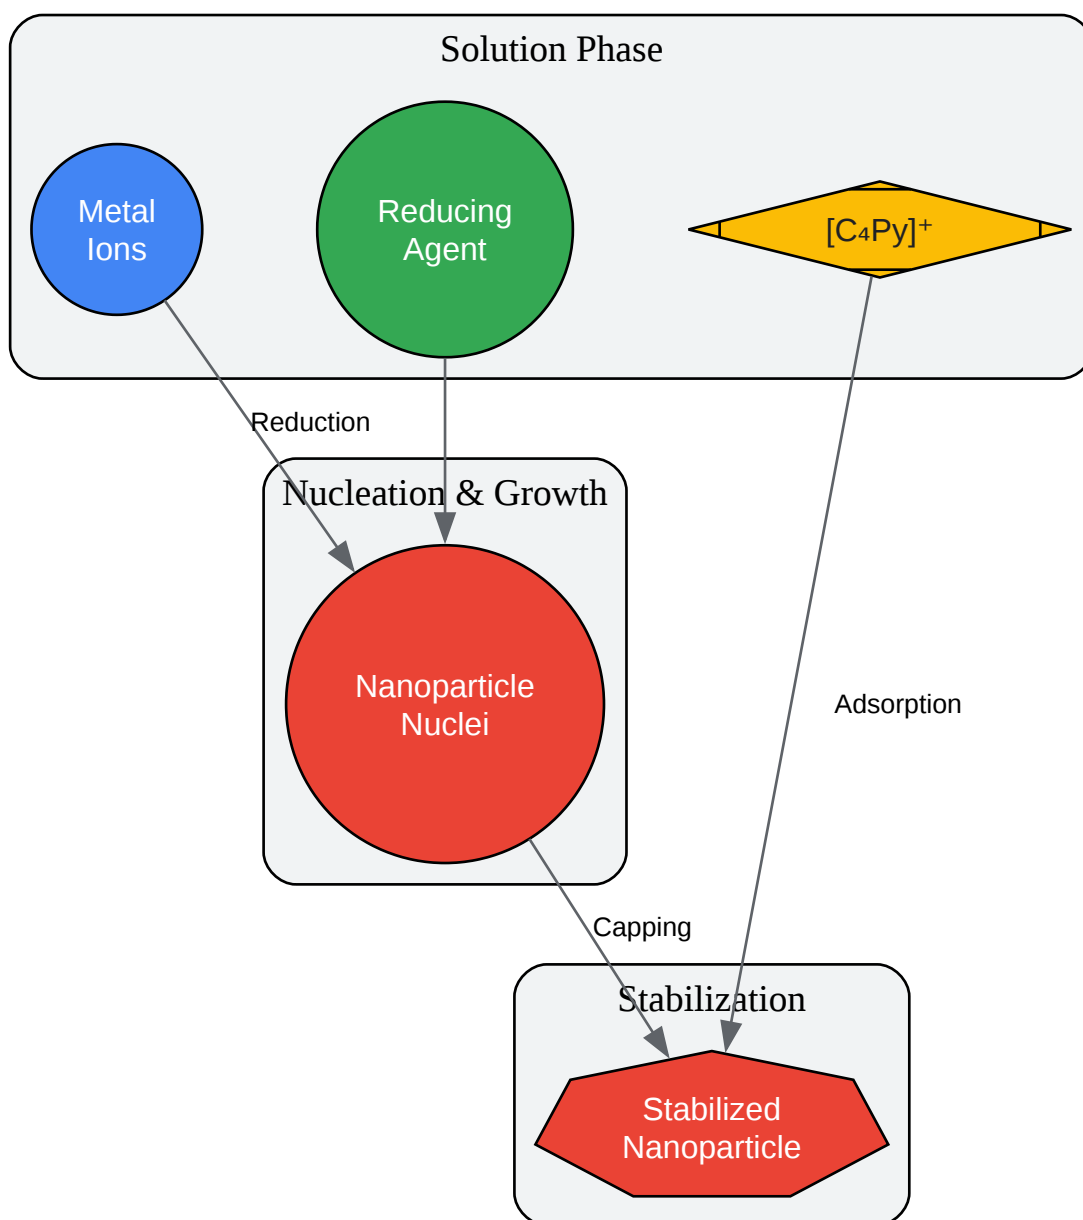 Solution Phase
Metal
Ions
Reducing
Agent
[C₄Py]⁺
Reduction
Nucleation & Growth
Nanoparticle
Nuclei
Adsorption
Capping
Stabilization
Stabilized
Nanoparticle